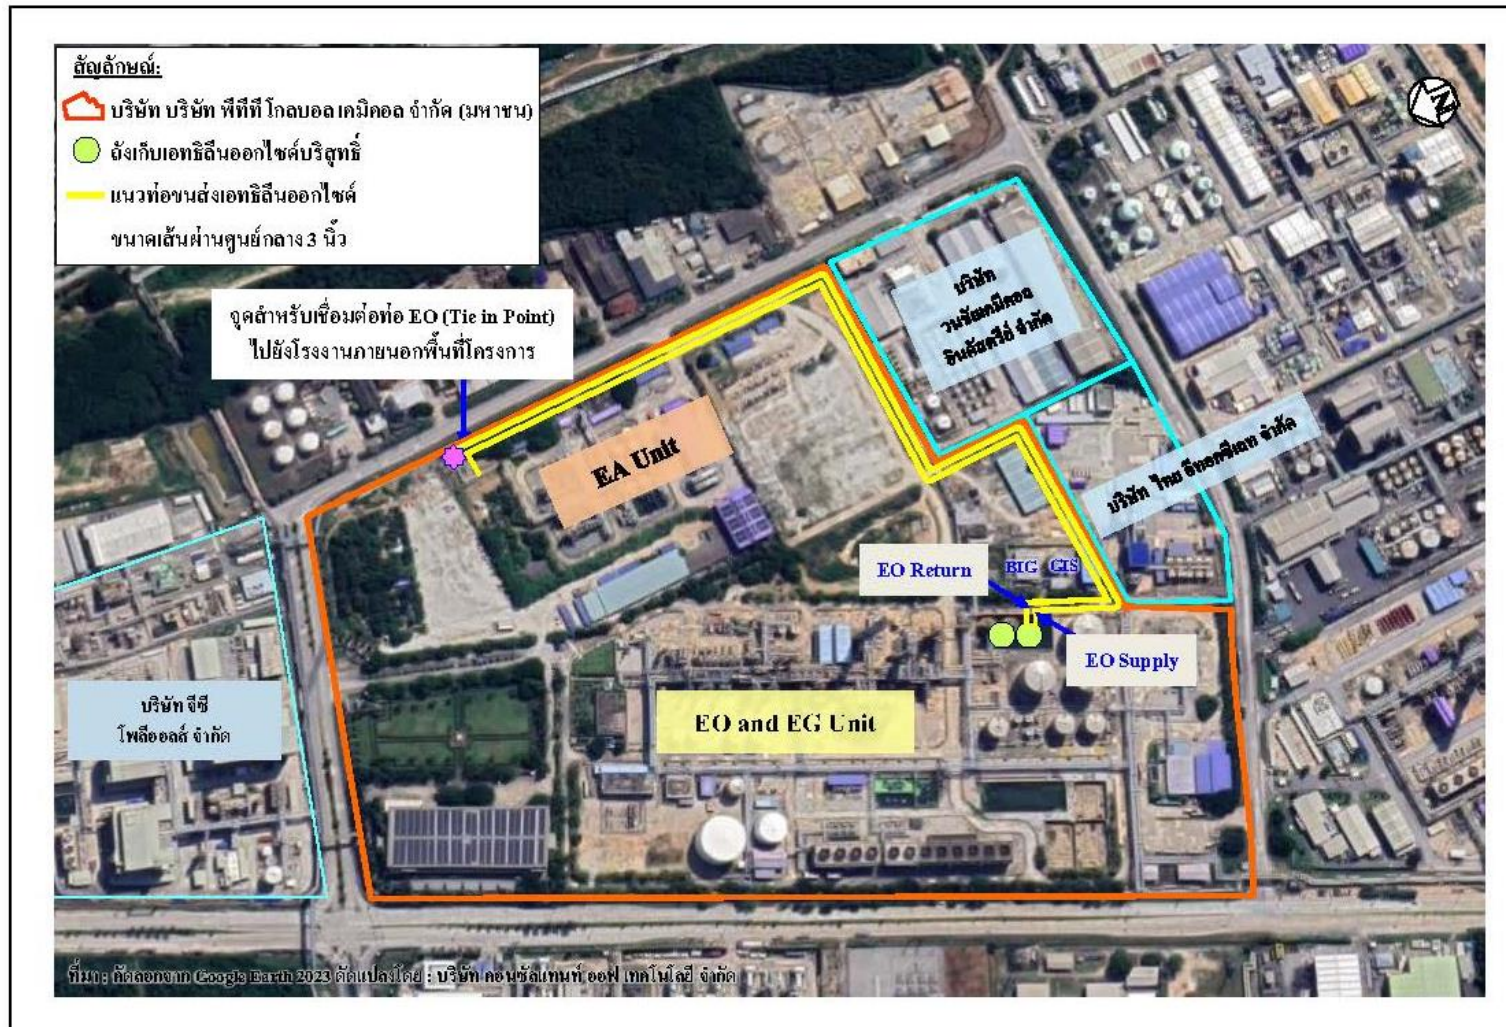 สัญลักษณ์:
บริษัท บริษัท พีทีที โกลบอล เคมิคอล จำกัด (มหาชน)
ถังเก็บเอทธิลีนออกไซด์บริสุทธิ์
แนวท่อขนส่งเอทธิลีนออกไซด์
ขนาดเส้นผ่านศูนย์กลาง 3 นิ้ว
N
จุดสำหรับเชื่อมต่อท่อ EO (Tie in Point)
ไปยังโรงงานภายนอกพื้นที่โครงการ
บริษัท
วนชัยเคมิคอล
อินดัสตรีย์ จำกัด
EA Unit
บริษัท ไทย อีทอกซีเลท จำกัด
EO Return
BIG GIS
EO Supply
บริษัท จีซี
โพลีออลส์ จำกัด
EO and EG Unit
ที่มา : คัดลอกจาก Google Earth 2023 ดัดแปลงโดย : บริษัท คอนซัลแทนท์ ออฟ เทคโนโลยี จำกัด